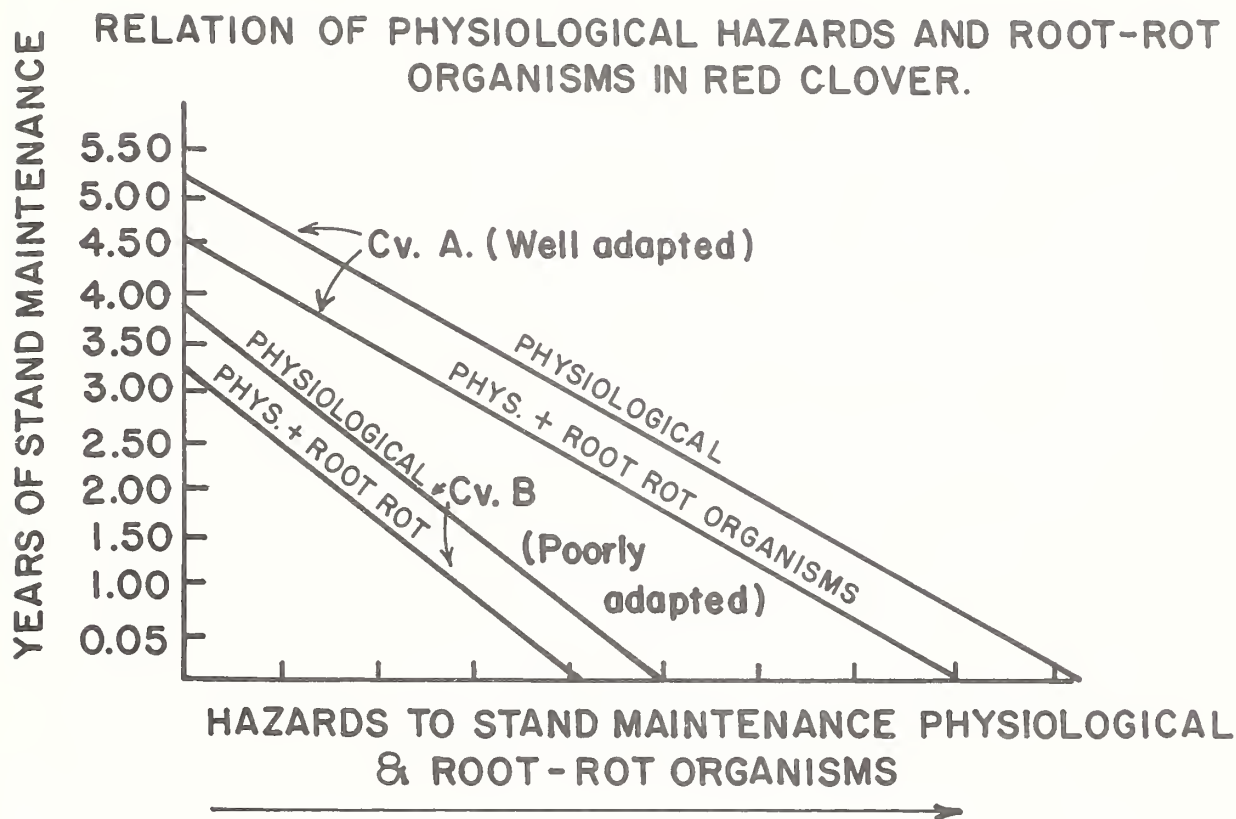 RELATION OF PHYSIOLOGICAL HAZARDS AND ROOT-ROT
ORGANISMS IN RED CLOVER.
YEARS OF STAND MAINTENANCE
5.50
5.00
4.50
4.00
3.50
3.00
2.50
2.00
1.50
1.00
0.05
Cv. A. (Well adapted)
PHYSIOLOGICAL
PHYS. + ROOT ROT ORGANISMS
PHYSIOLOGICAL
PHYS. + ROOT ROT
Cv. B
(Poorly
adapted)
HAZARDS TO STAND MAINTENANCE PHYSIOLOGICAL
& ROOT-ROT ORGANISMS